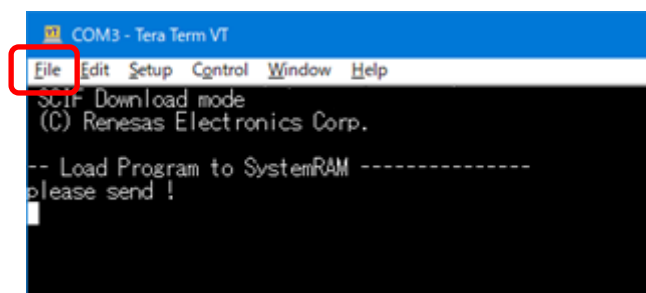 COM3 - Tera Term VT
File Edit Setup Control Window Help
SCIF Download mode
(C) Renesas Electronics Corp.
-- Load Program to SystemRAM ---------------
please send !